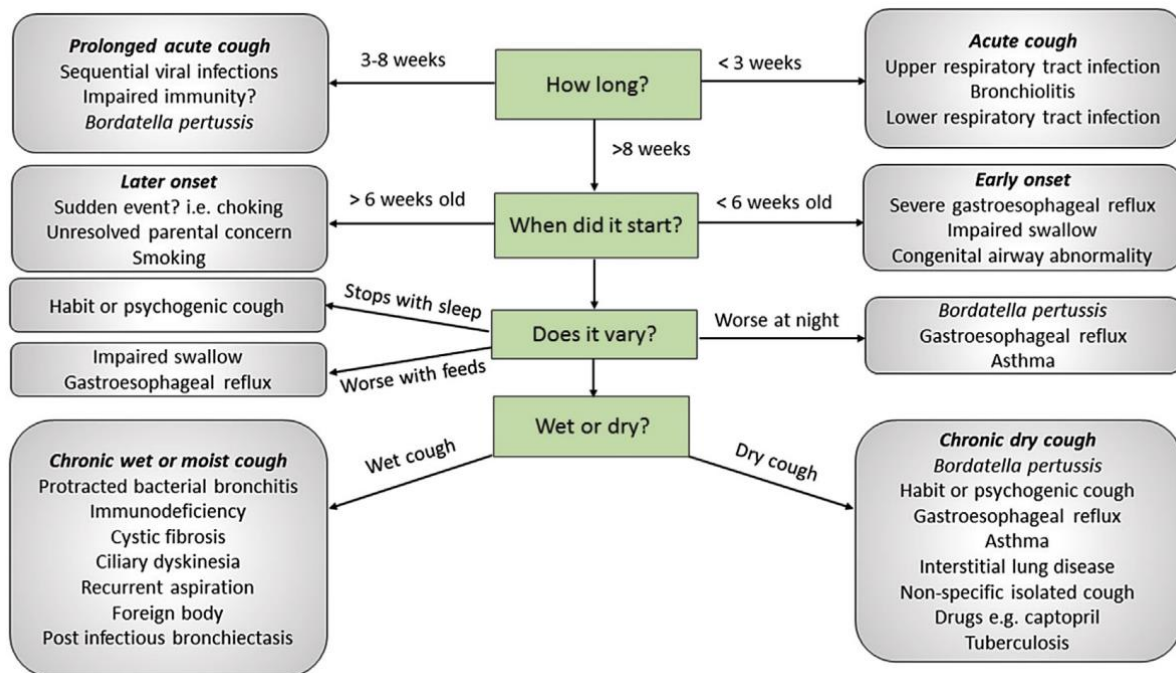 Prolonged acute cough
Sequential viral infections
Impaired immunity?
Bordatella pertussis
3-8 weeks
How long?
< 3 weeks
Acute cough
Upper respiratory tract infection
Bronchiolitis
Lower respiratory tract infection
>8 weeks
Later onset
Sudden event? i.e. choking
Unresolved parental concern
Smoking
> 6 weeks old
When did it start?
< 6 weeks old
Early onset
Severe gastroesophageal reflux
Impaired swallow
Congenital airway abnormality
Habit or psychogenic cough
Stops with sleep
Does it vary?
Worse at night
Bordatella pertussis
Gastroesophageal reflux
Asthma
Impaired swallow
Gastroesophageal reflux
Worse with feeds
Wet or dry?
Wet cough
Dry cough
Chronic wet or moist cough
Protracted bacterial bronchitis
Immunodeficiency
Cystic fibrosis
Ciliary dyskinesia
Recurrent aspiration
Foreign body
Post infectious bronchiectasis
Chronic dry cough
Bordatella pertussis
Habit or psychogenic cough
Gastroesophageal reflux
Asthma
Interstitial lung disease
Non-specific isolated cough
Drugs e.g. captopril
Tuberculosis